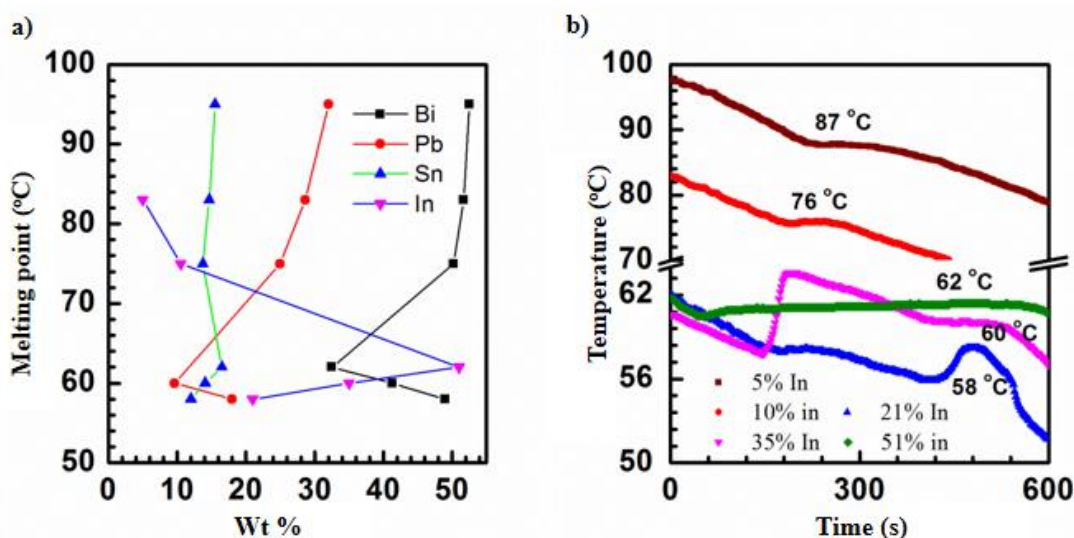 a)
100
90
80
70
60
50
Melting point (°C)
0 10 20 30 40 50
Wt %
Bi
Pb
Sn
In
b)
100
90
80
70
62
56
50
Temperature (°C)
0 300 600
Time (s)
87 °C
76 °C
62 °C
60 °C
58 °C
5% In
10% in
21% In
35% In
51% in